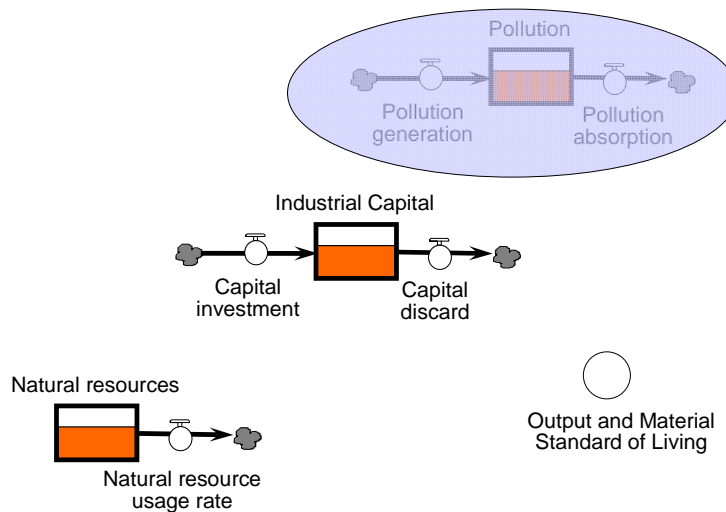 Pollution
Pollution
generation
Pollution
absorption
Industrial Capital
Capital
investment
Capital
discard
Natural resources
Natural resource
usage rate
Output and Material
Standard of Living